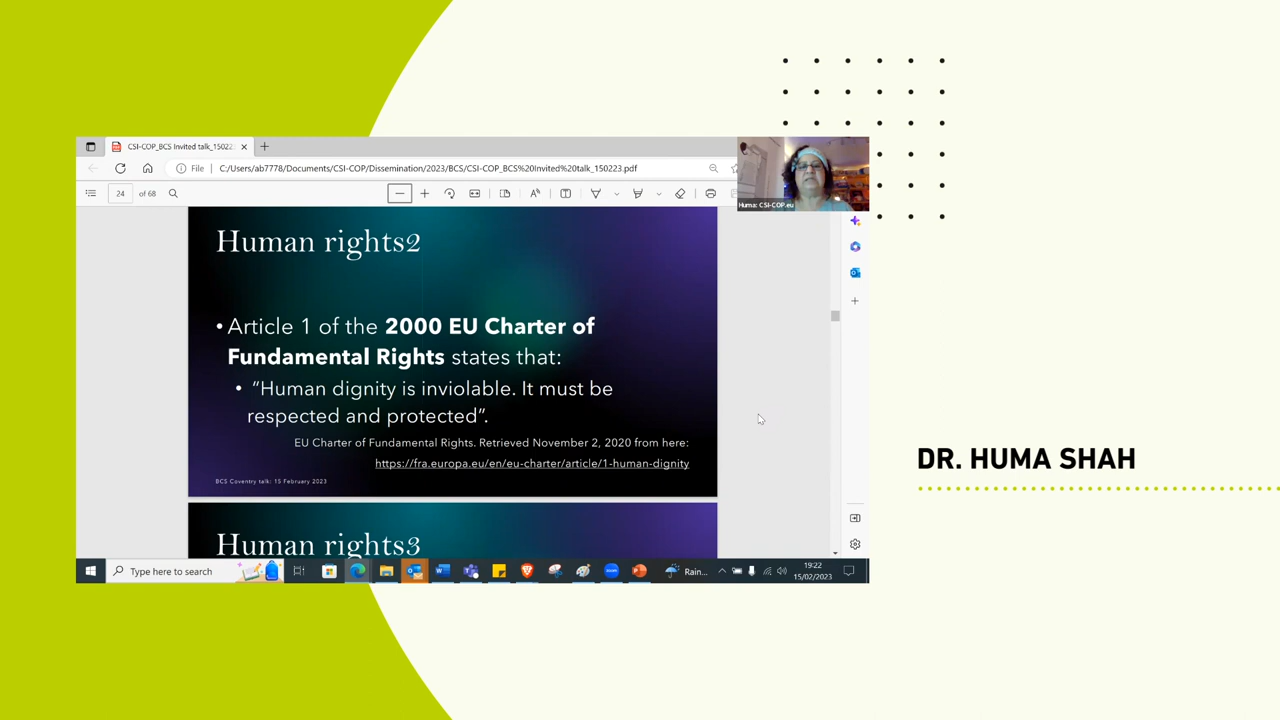 CSI-COP_BCS Invited talk_15022
File
C:/Users/ab7778/Documents/CSI-COP/Dissemination/2023/BCS/CSI-COP_BCS%20Invited%20talk_150223.pdf
24 of 68
Huma: CSI-COP.eu
Human rights2
• Article 1 of the 2000 EU Charter of
Fundamental Rights states that:
• “Human dignity is inviolable. It must be
respected and protected“.
EU Charter of Fundamental Rights. Retrieved November 2, 2020 from here:
https://fra.europa.eu/en/eu-charter/article/1-human-dignity
BCS Coventry talk: 15 February 2023
Human rights3
DR. HUMA SHAH
Type here to search
Rain...
19:22
15/02/2023